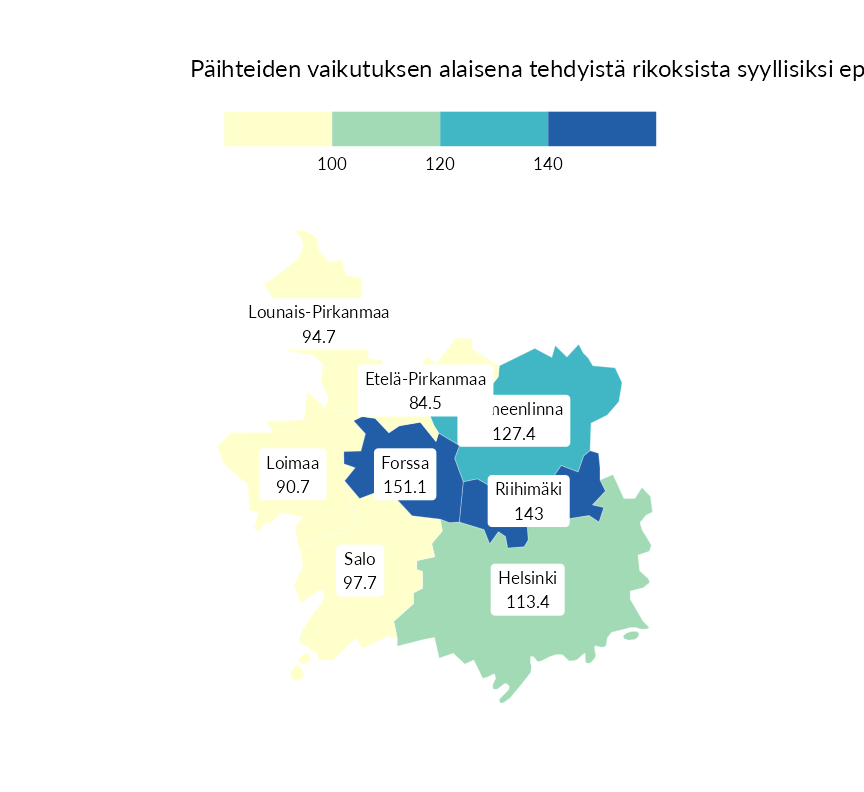 Päihteiden vaikutuksen alaisena tehdyistä rikoksista syyllisiksi ep
100 120 140
Lounais-Pirkanmaa
94.7
Etelä-Pirkanmaa
84.5
neenlinna
127.4
Loimaa
90.7
Forssa
151.1
Riihimäki
143
Salo
97.7
Helsinki
113.4